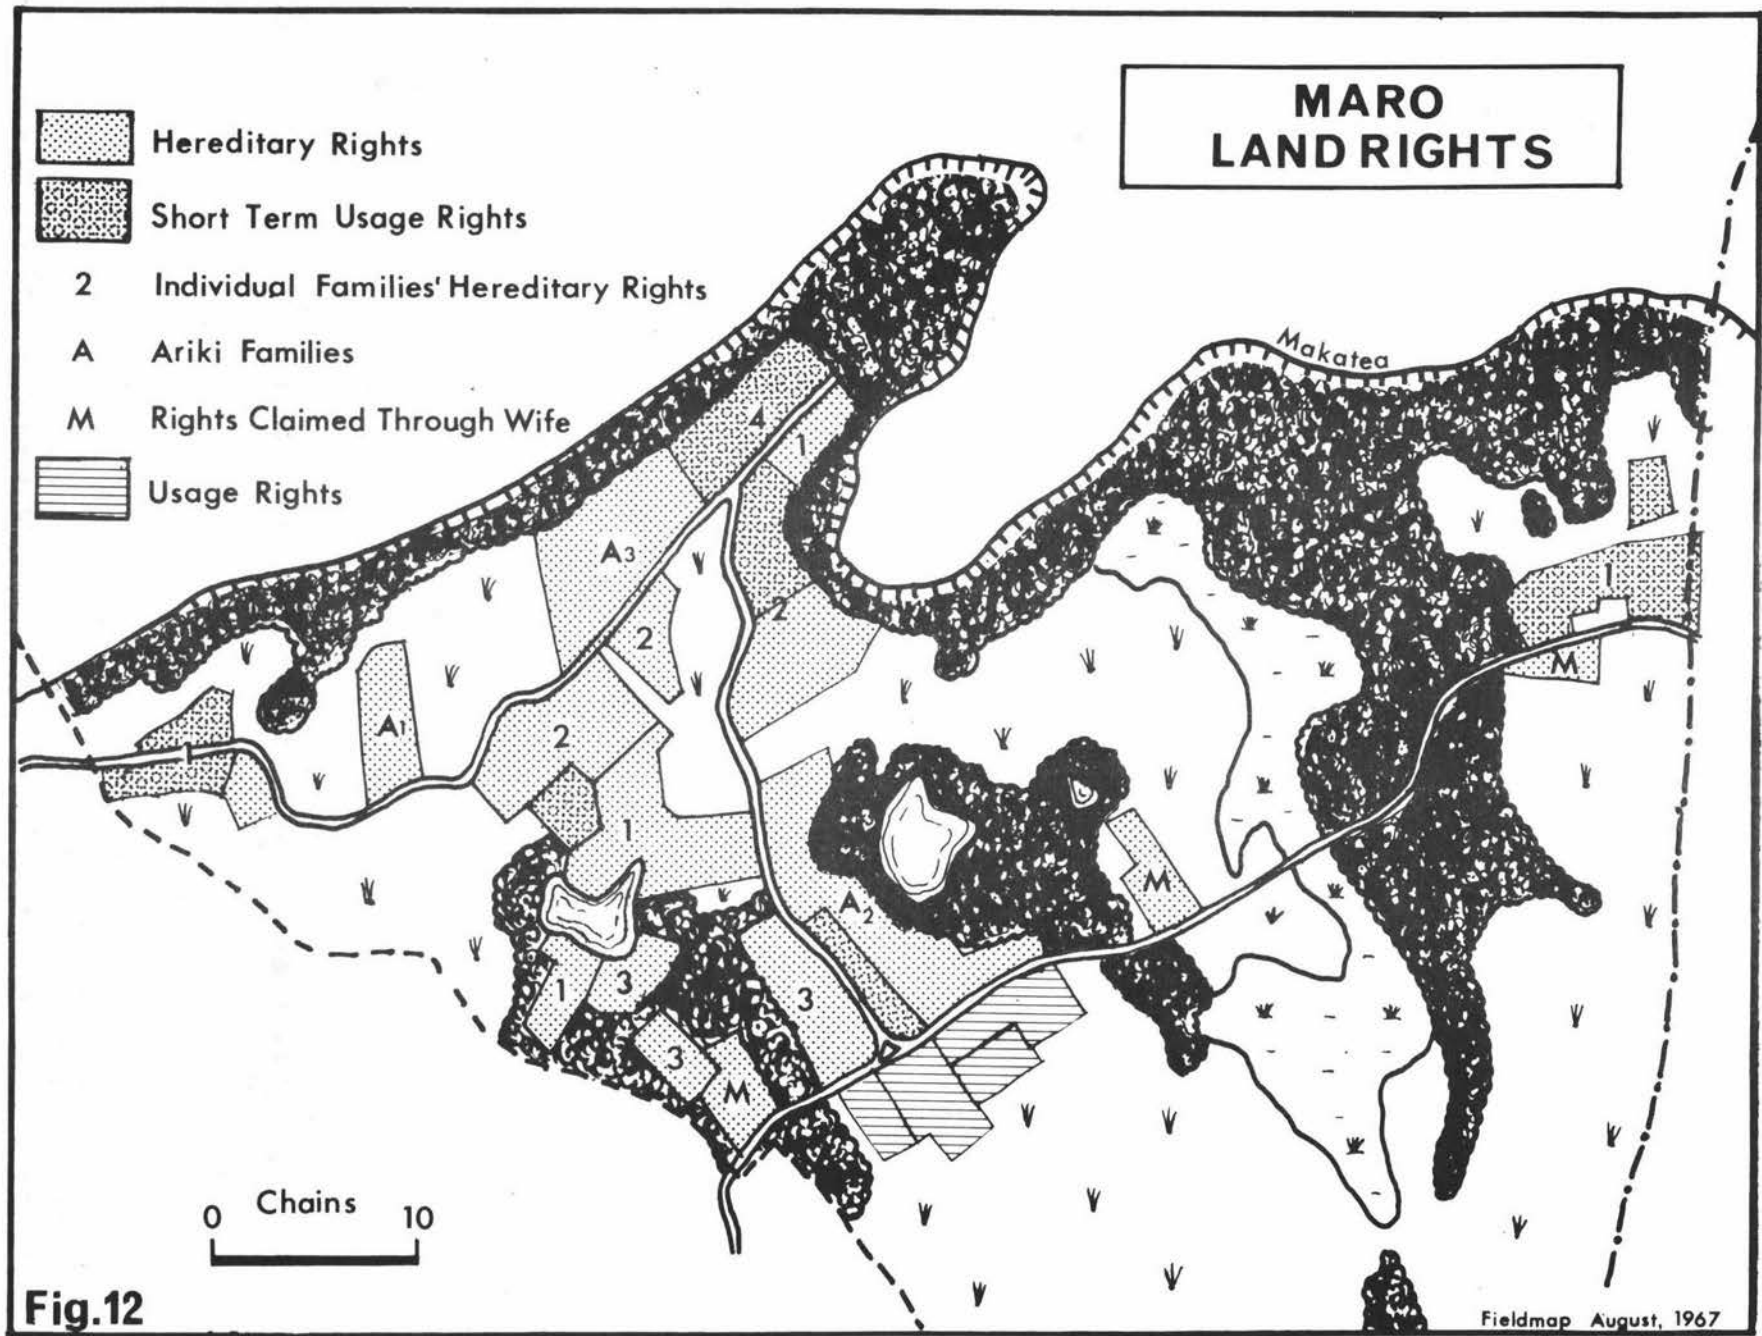 MARO
LAND RIGHTS
Hereditary Rights
Short Term Usage Rights
2 Individual Families' Hereditary Rights
A Ariki Families
M Rights Claimed Through Wife
Usage Rights
Makatea
4
1
A3
2
2
1
M
A1
1
2
1
A2
M
1
3
3
3
M
Chains
0 10
Fig.12
Fieldmap August, 1967